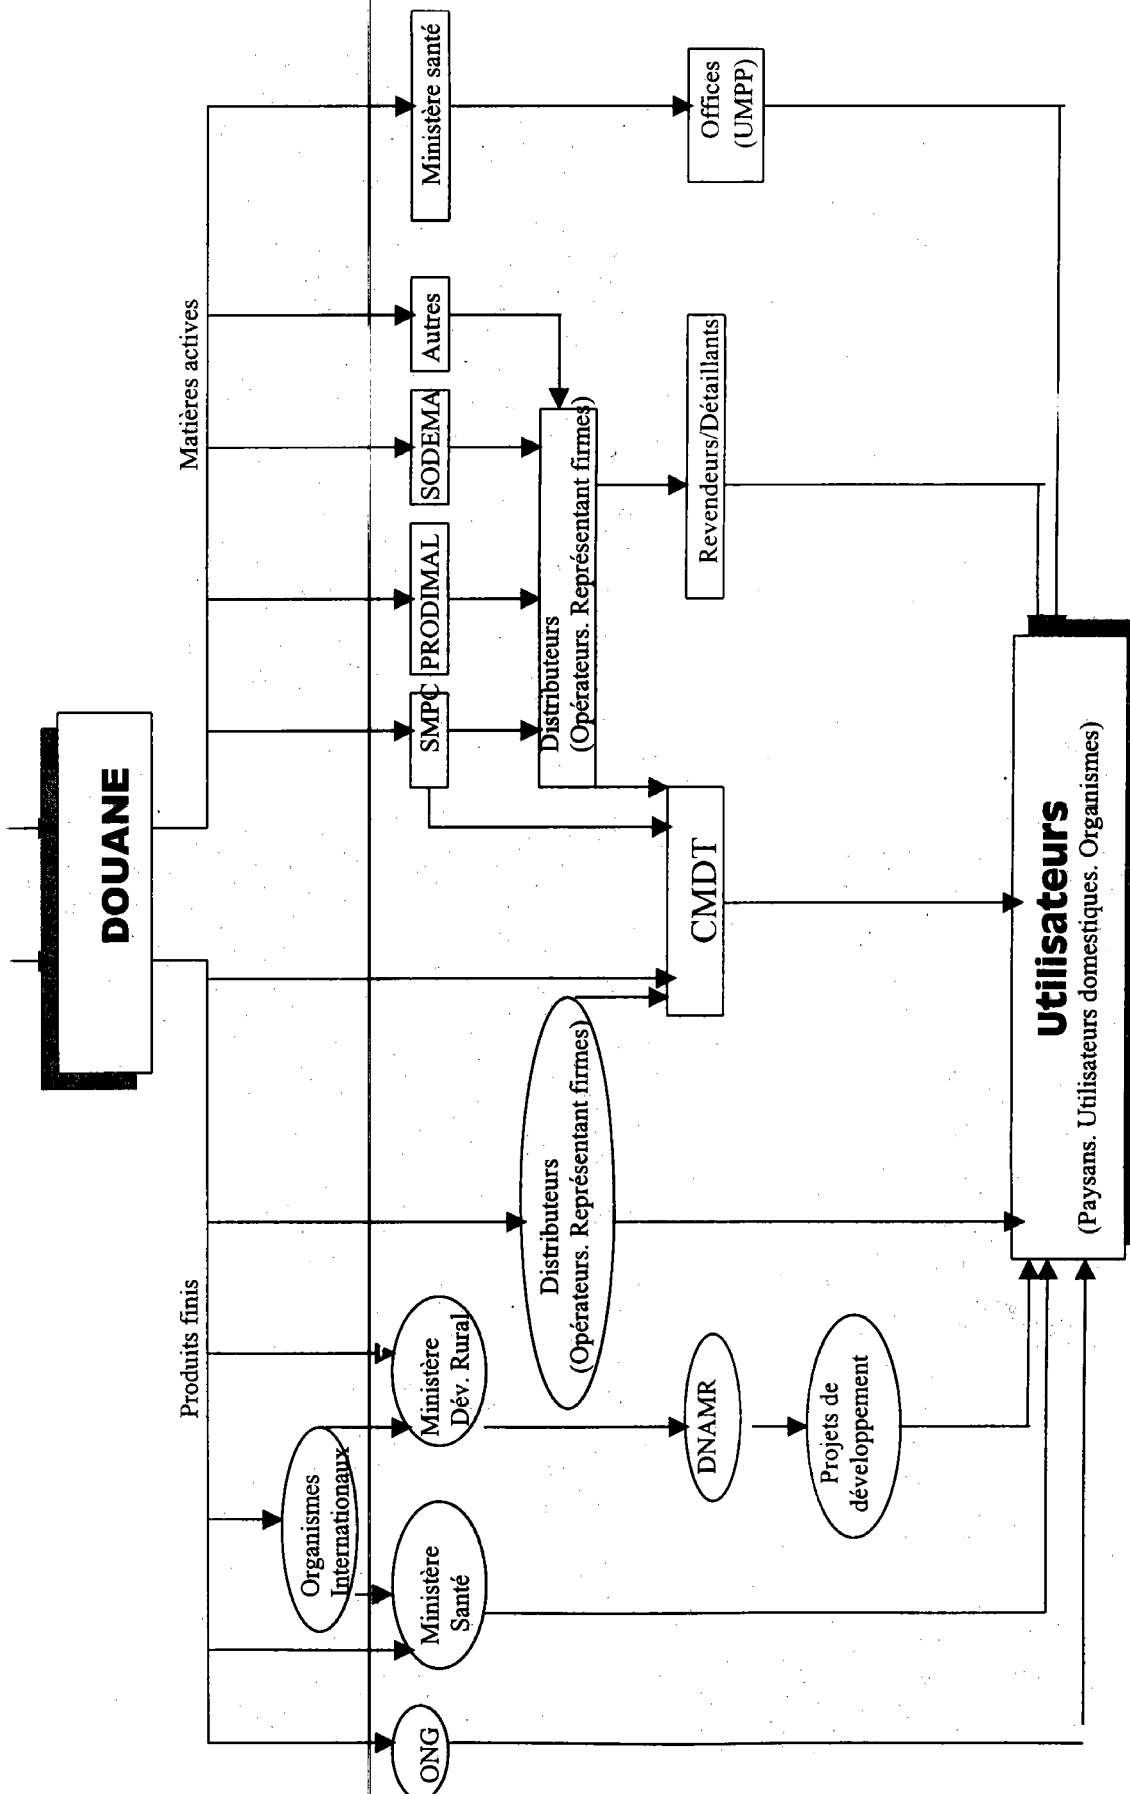 DOUANE
Produits finis
Matières actives
Organismes
Internationaux
ONG
Ministère
Santé
Ministère
Dév. Rural
SMPC
PRODIMAL
SODEMA
Autres
Ministère santé
Distributeurs
(Opérateurs. Représentant firmes)
Distributeurs
(Opérateurs. Représentant firmes)
DNAMR
CMDT
Revendeurs/Détaillants
Offices
(UMPP)
Projets de
développement
Utilisateurs
(Paysans. Utilisateurs domestiques. Organismes)